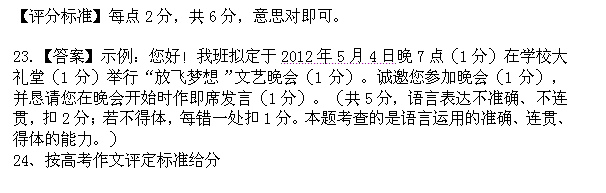 【评分标准】每点2分，共6分，意思对即可。
23.【答案】示例：您好！我班拟定于2012年5月4日晚7点（1分）在学校大
礼堂（1分）举行“放飞梦想 ”文艺晚会（1分）。诚邀您参加晚会（1分），
并恳请您在晚会开始时作即席发言（1分）。（共5分，语言表达不准确、不连
贯，扣2分；若不得体，每错一处扣1分。本题考查的是语言运用的准确、连贯、
得体的能力。）
24、按高考作文评定标准给分